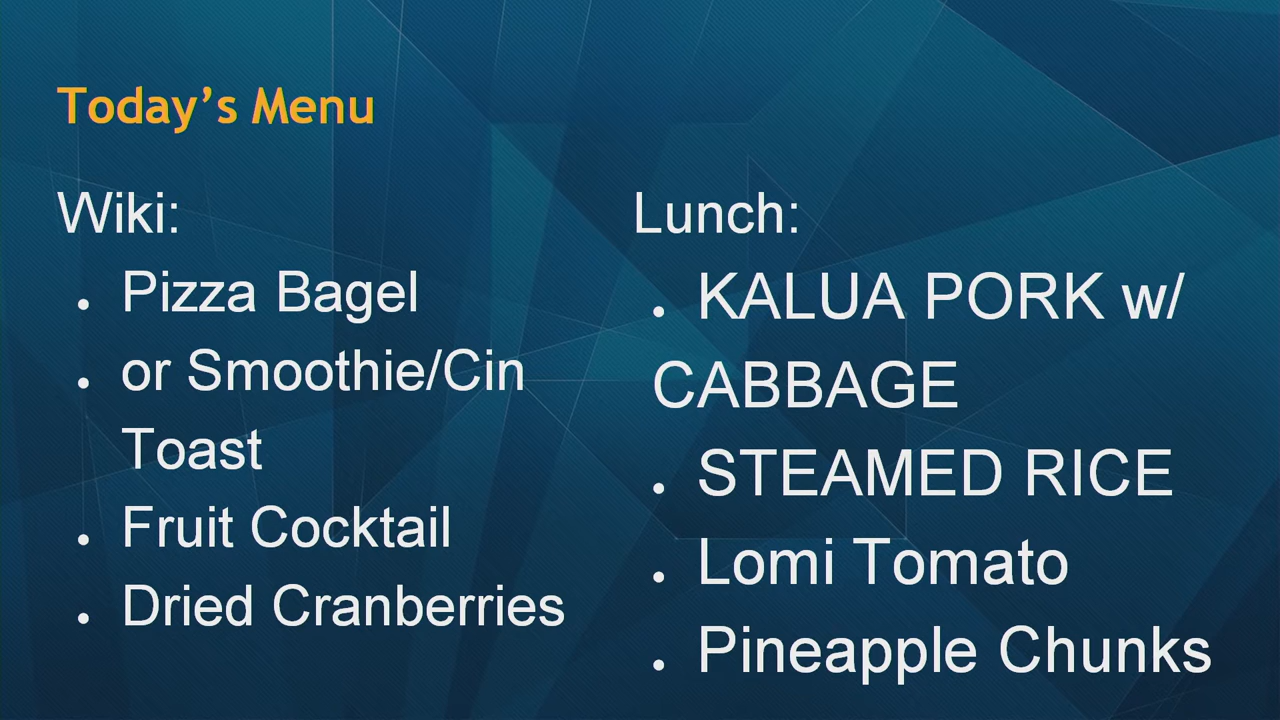 Today’s Menu
Wiki:
• Pizza Bagel
• or Smoothie/Cin
Toast
• Fruit Cocktail
• Dried Cranberries
Lunch:
• KALUA PORK w/
CABBAGE
• STEAMED RICE
• Lomi Tomato
• Pineapple Chunks